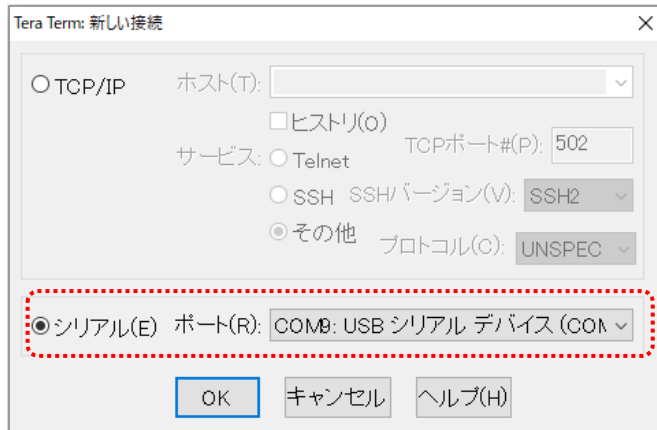 Tera Term: 新しい接続
TCP/IP
ホスト(T):
ヒストリ(O)
サービス:
Telnet
TCPポート#(P): 502
SSH
SSHバージョン(V): SSH2
その他
プロトコル(C): UNSPEC
シリアル(E) ポート(R): COM9: USB シリアル デバイス (COM
OK キャンセル ヘルプ(H)